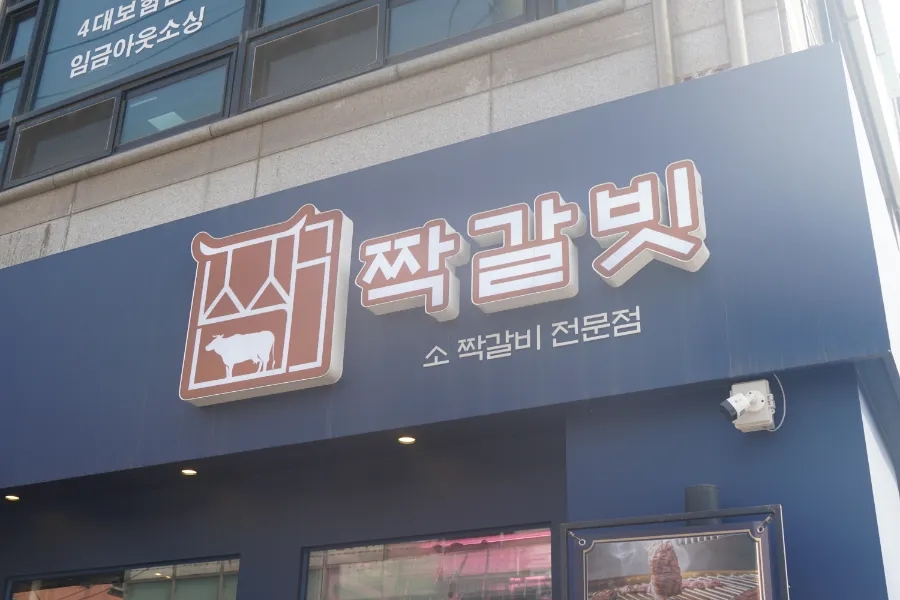 4대보험
임금아웃소싱
짝갈빗
소 짝갈비 전문점